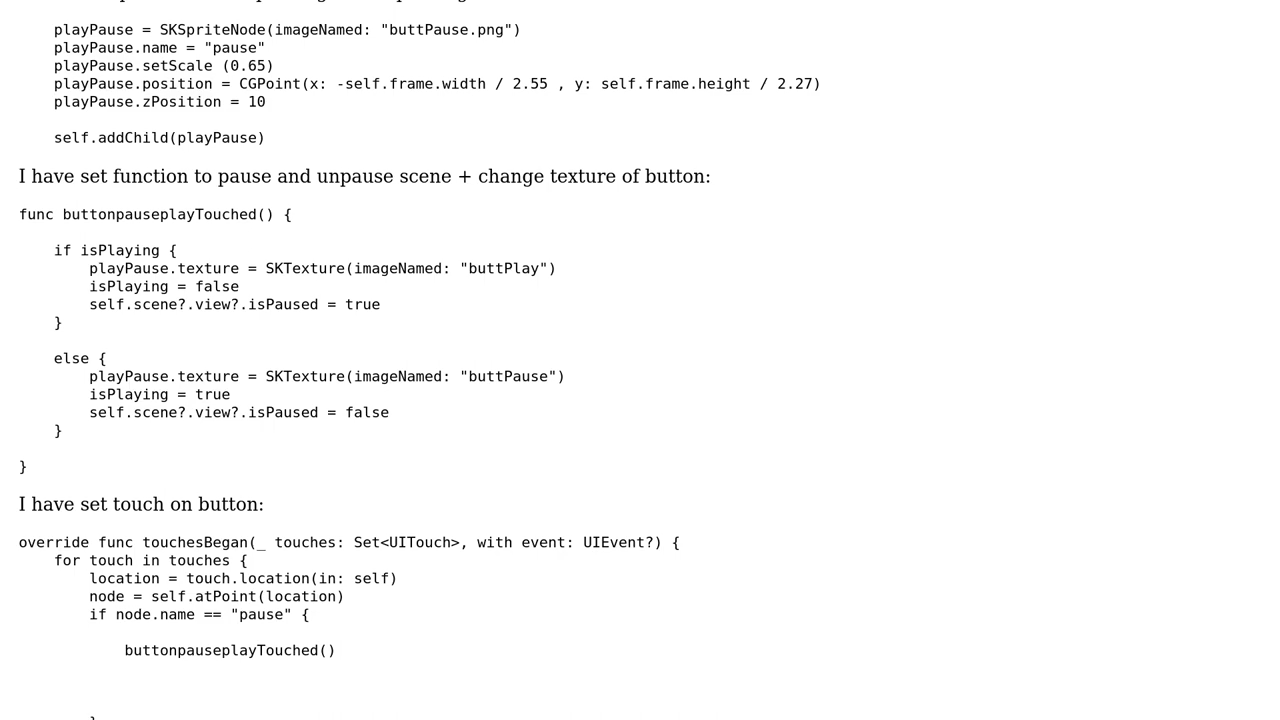 playPause = SKSpriteNode(imageNamed: "buttPause.png")
playPause.name = "pause"
playPause.setScale (0.65)
playPause.position = CGPoint(x: -self.frame.width / 2.55 , y: self.frame.height / 2.27)
playPause.zPosition = 10
self.addChild(playPause)
I have set function to pause and unpause scene + change texture of button:
func buttonpauseplayTouched() {
if isPlaying {
playPause.texture = SKTexture(imageNamed: "buttPlay")
isPlaying = false
self.scene?.view?.isPaused = true
}
else {
playPause.texture = SKTexture(imageNamed: "buttPause")
isPlaying = true
self.scene?.view?.isPaused = false
}
}
I have set touch on button:
override func touchesBegan(_ touches: Set<UITouch>, with event: UIEvent?) {
for touch in touches {
location = touch.location(in: self)
node = self.atPoint(location)
if node.name == "pause" {
buttonpauseplayTouched()
}